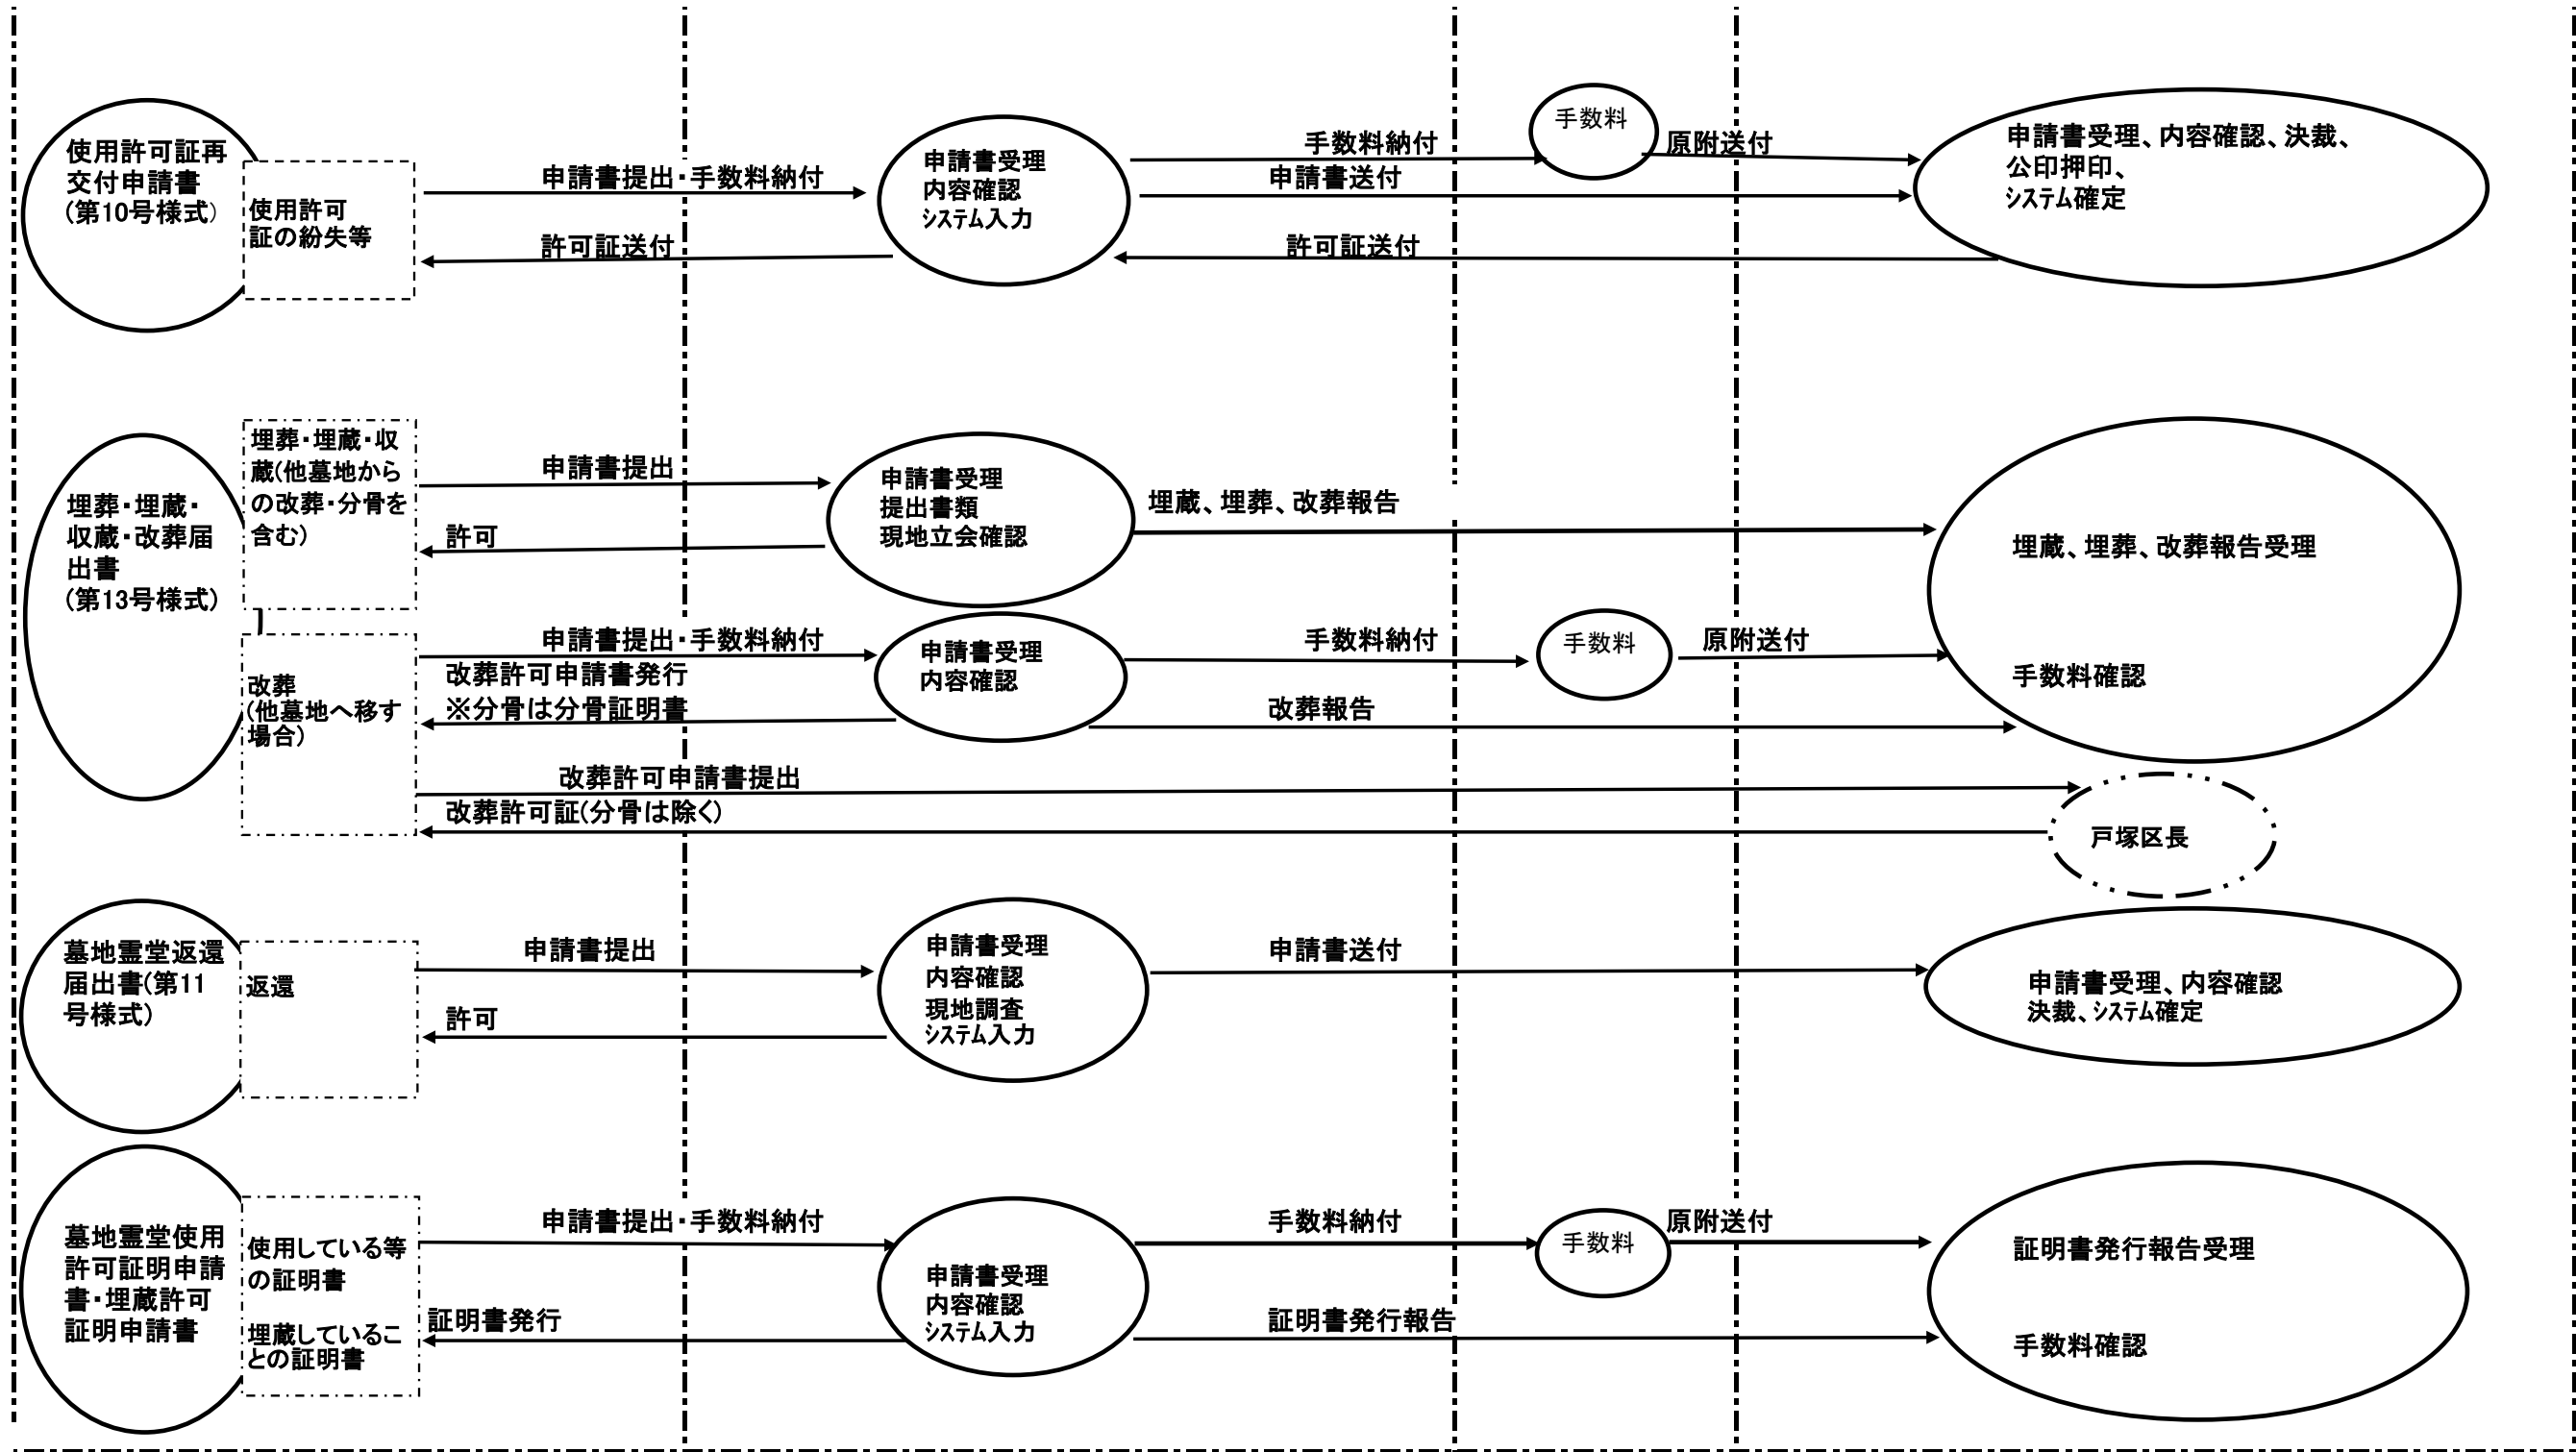 使用許可証再
交付申請書
(第10号様式)
使用許可
証の紛失等
申請書提出・手数料納付
許可証送付
申請書受理
内容確認
ｼｽﾃﾑ入力
手数料納付
申請書送付
許可証送付
手数料
原附送付
申請書受理、内容確認、決裁、
公印押印、
ｼｽﾃﾑ確定
埋葬・埋蔵・
収蔵・改葬届
出書
(第13号様式)
埋葬・埋蔵・収
蔵(他墓地から
の改葬・分骨を
含む)
申請書提出
許可
申請書受理
提出書類
現地立会確認
埋蔵、埋葬、改葬報告
埋蔵、埋葬、改葬報告受理
手数料確認
改葬
(他墓地へ移す
場合)
申請書提出・手数料納付
改葬許可申請書発行
※分骨は分骨証明書
申請書受理
内容確認
手数料納付
手数料
原附送付
改葬報告
改葬許可申請書提出
改葬許可証(分骨は除く)
戸塚区長
墓地霊堂返還
届出書(第11
号様式)
返還
申請書提出
許可
申請書受理
内容確認
現地調査
ｼｽﾃﾑ入力
申請書送付
申請書受理、内容確認
決裁、ｼｽﾃﾑ確定
墓地霊堂使用
許可証明申請
書・埋蔵許可
証明申請書
使用している等
の証明書
埋蔵しているこ
との証明書
申請書提出・手数料納付
証明書発行
申請書受理
内容確認
ｼｽﾃﾑ入力
手数料納付
証明書発行報告
手数料
原附送付
証明書発行報告受理
手数料確認